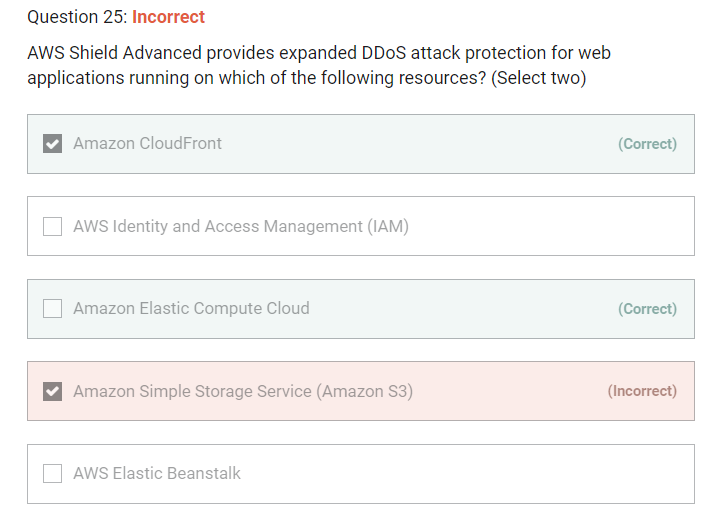 Question 25: Incorrect
AWS Shield Advanced provides expanded DDoS attack protection for web
applications running on which of the following resources? (Select two)
Amazon CloudFront (Correct)
AWS Identity and Access Management (IAM)
Amazon Elastic Compute Cloud (Correct)
Amazon Simple Storage Service (Amazon S3) (Incorrect)
AWS Elastic Beanstalk